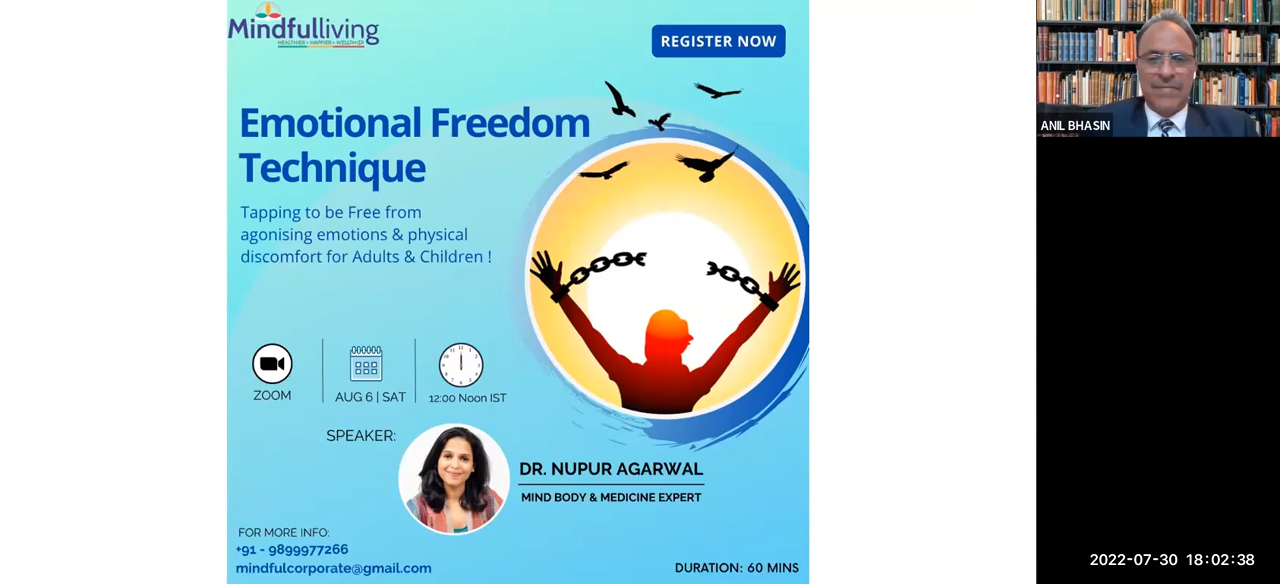 Mindfulliving
HEALTHIER • HAPPIER • WELLTHIER
REGISTER NOW
Emotional Freedom
Technique
Tapping to be Free from
agonising emotions & physical
discomfort for Adults & Children !
ZOOM
AUG 6 | SAT
12:00 Noon IST
SPEAKER:
DR. NUPUR AGARWAL
MIND BODY & MEDICINE EXPERT
FOR MORE INFO:
+91 - 9899977266
mindfulcorporate@gmail.com
DURATION: 60 MINS
ANIL BHASIN
2022-07-30 18:02:38